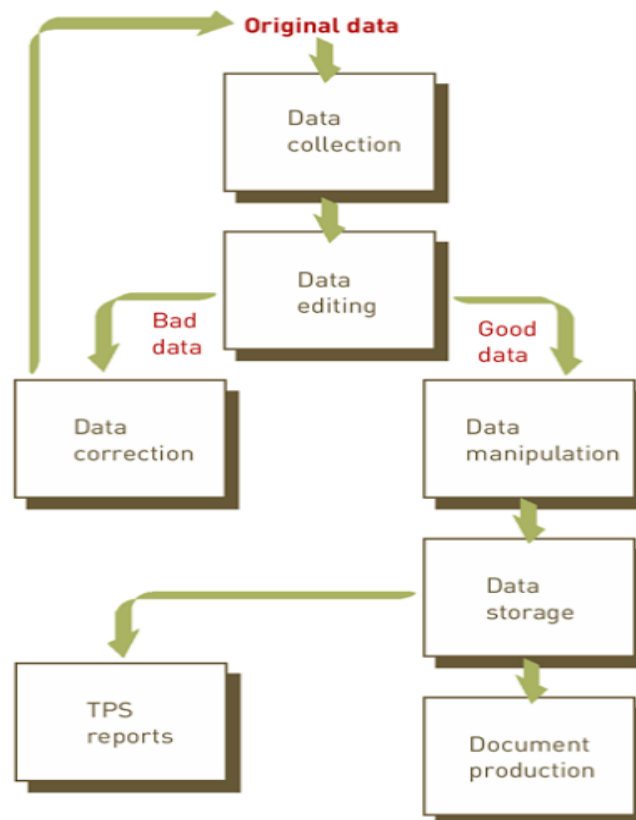 Original data
Data
collection
Data
editing
Bad
data
Good
data
Data
correction
Data
manipulation
Data
storage
TPS
reports
Document
production